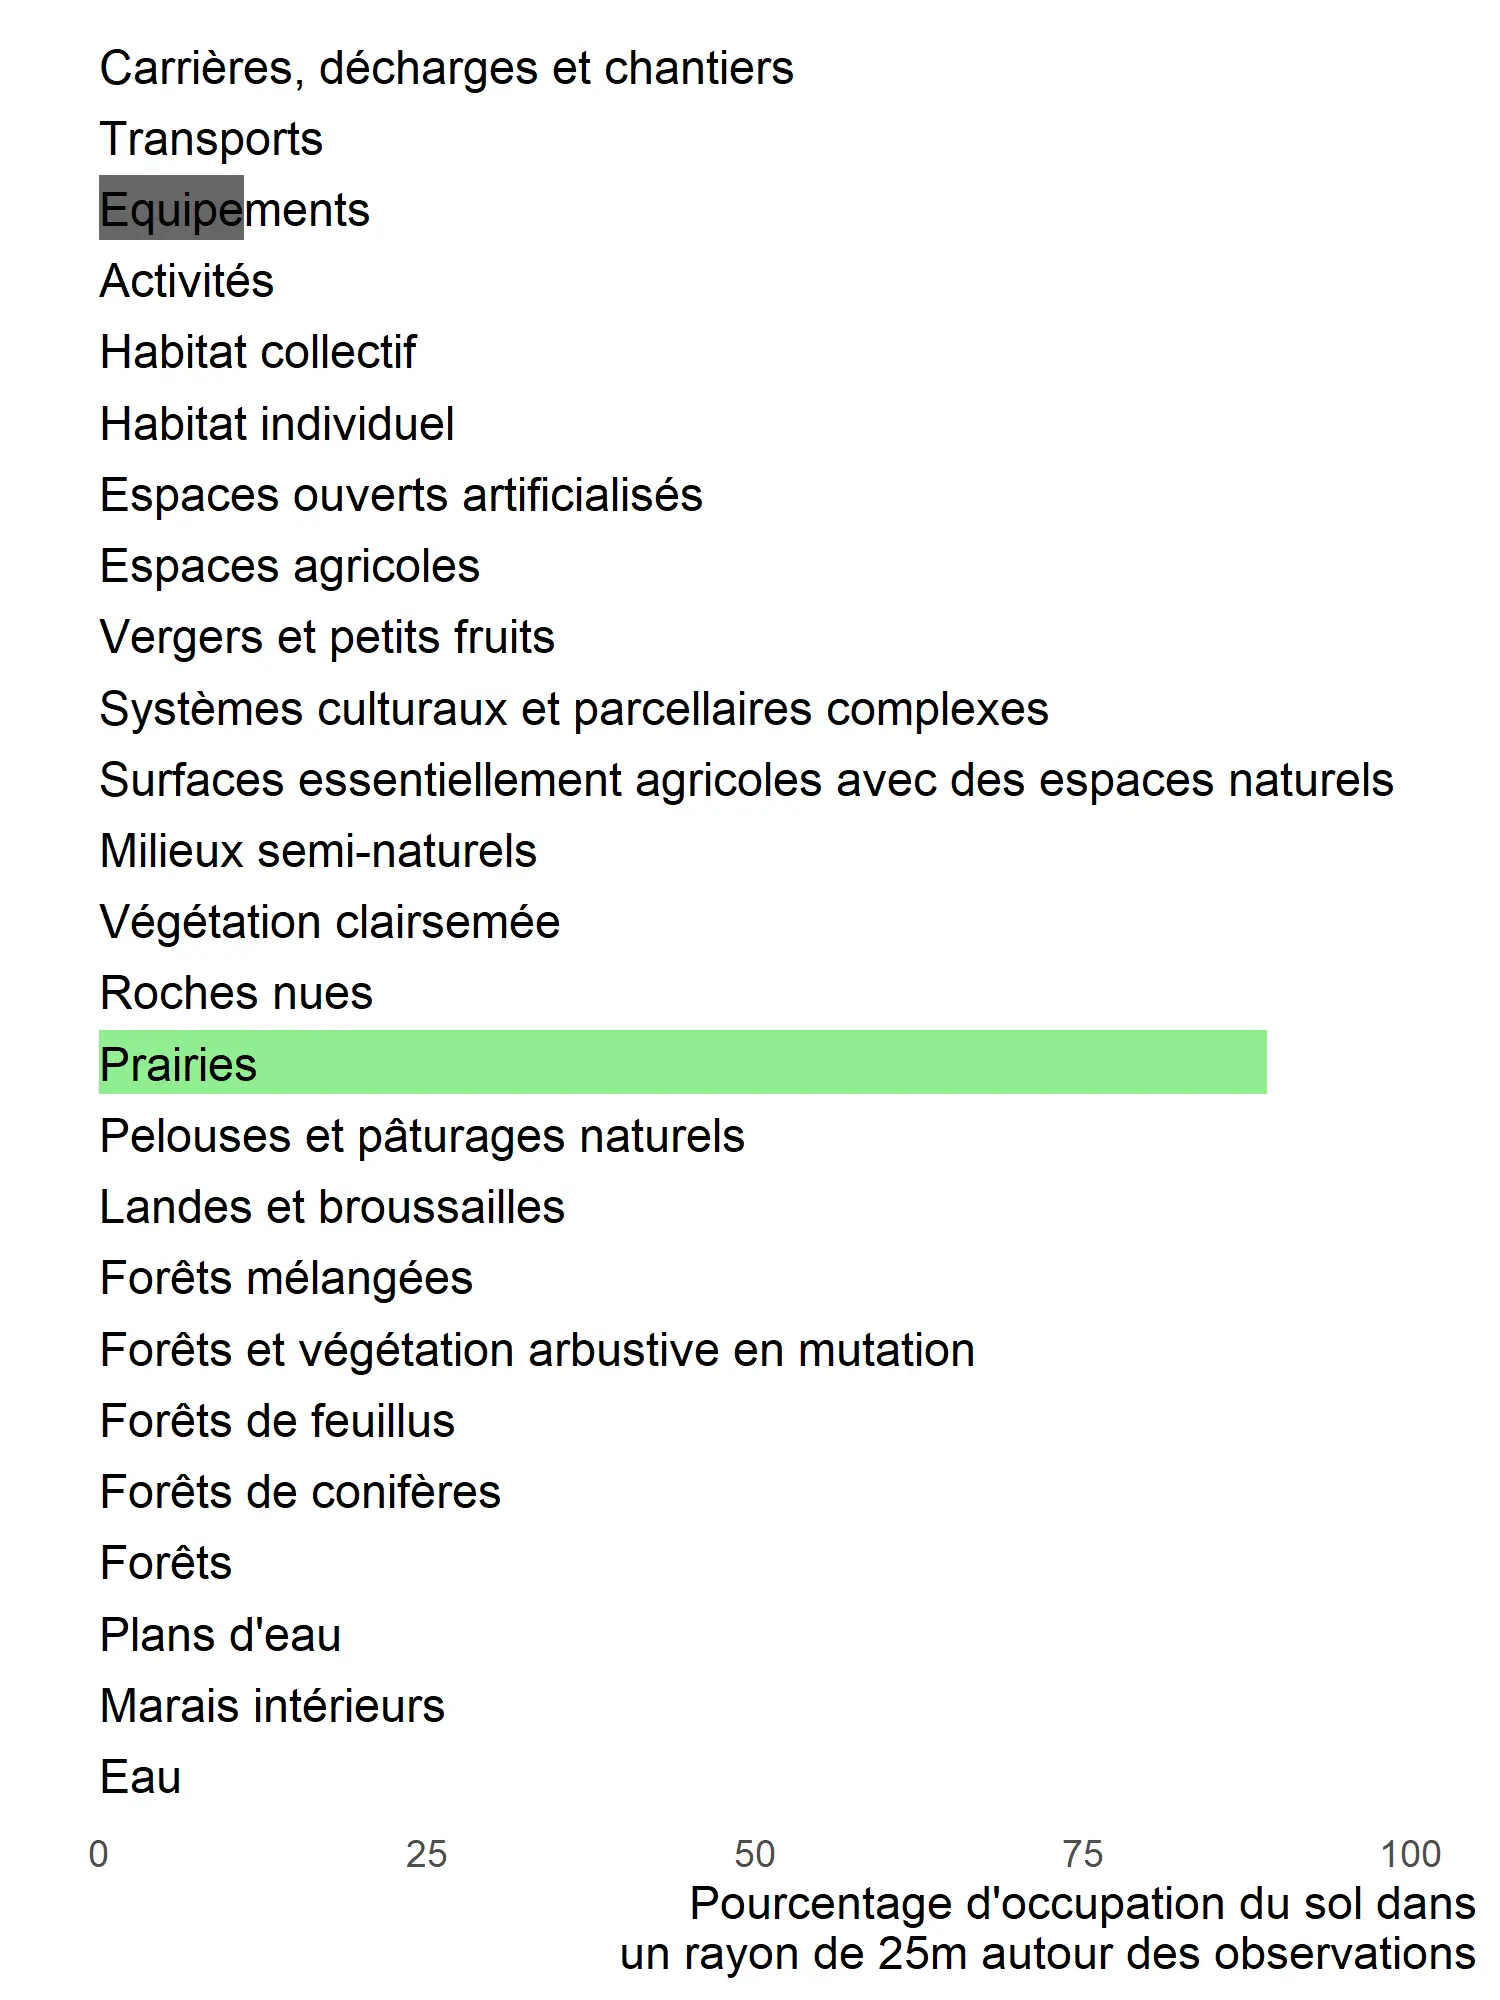 Carrières, décharges et chantiers
Transports
Equipements
Activités
Habitat collectif
Habitat individuel
Espaces ouverts artificialisés
Espaces agricoles
Vergers et petits fruits
Systèmes culturaux et parcellaires complexes
Surfaces essentiellement agricoles avec des espaces naturels
Milieux semi-naturels
Végétation clairsemée
Roches nues
Prairies
Pelouses et pâturages naturels
Landes et broussailles
Forêts mélangées
Forêts et végétation arbustive en mutation
Forêts de feuillus
Forêts de conifères
Forêts
Plans d'eau
Marais intérieurs
Eau
0 25 50 75 100
Pourcentage d'occupation du sol dans
un rayon de 25m autour des observations